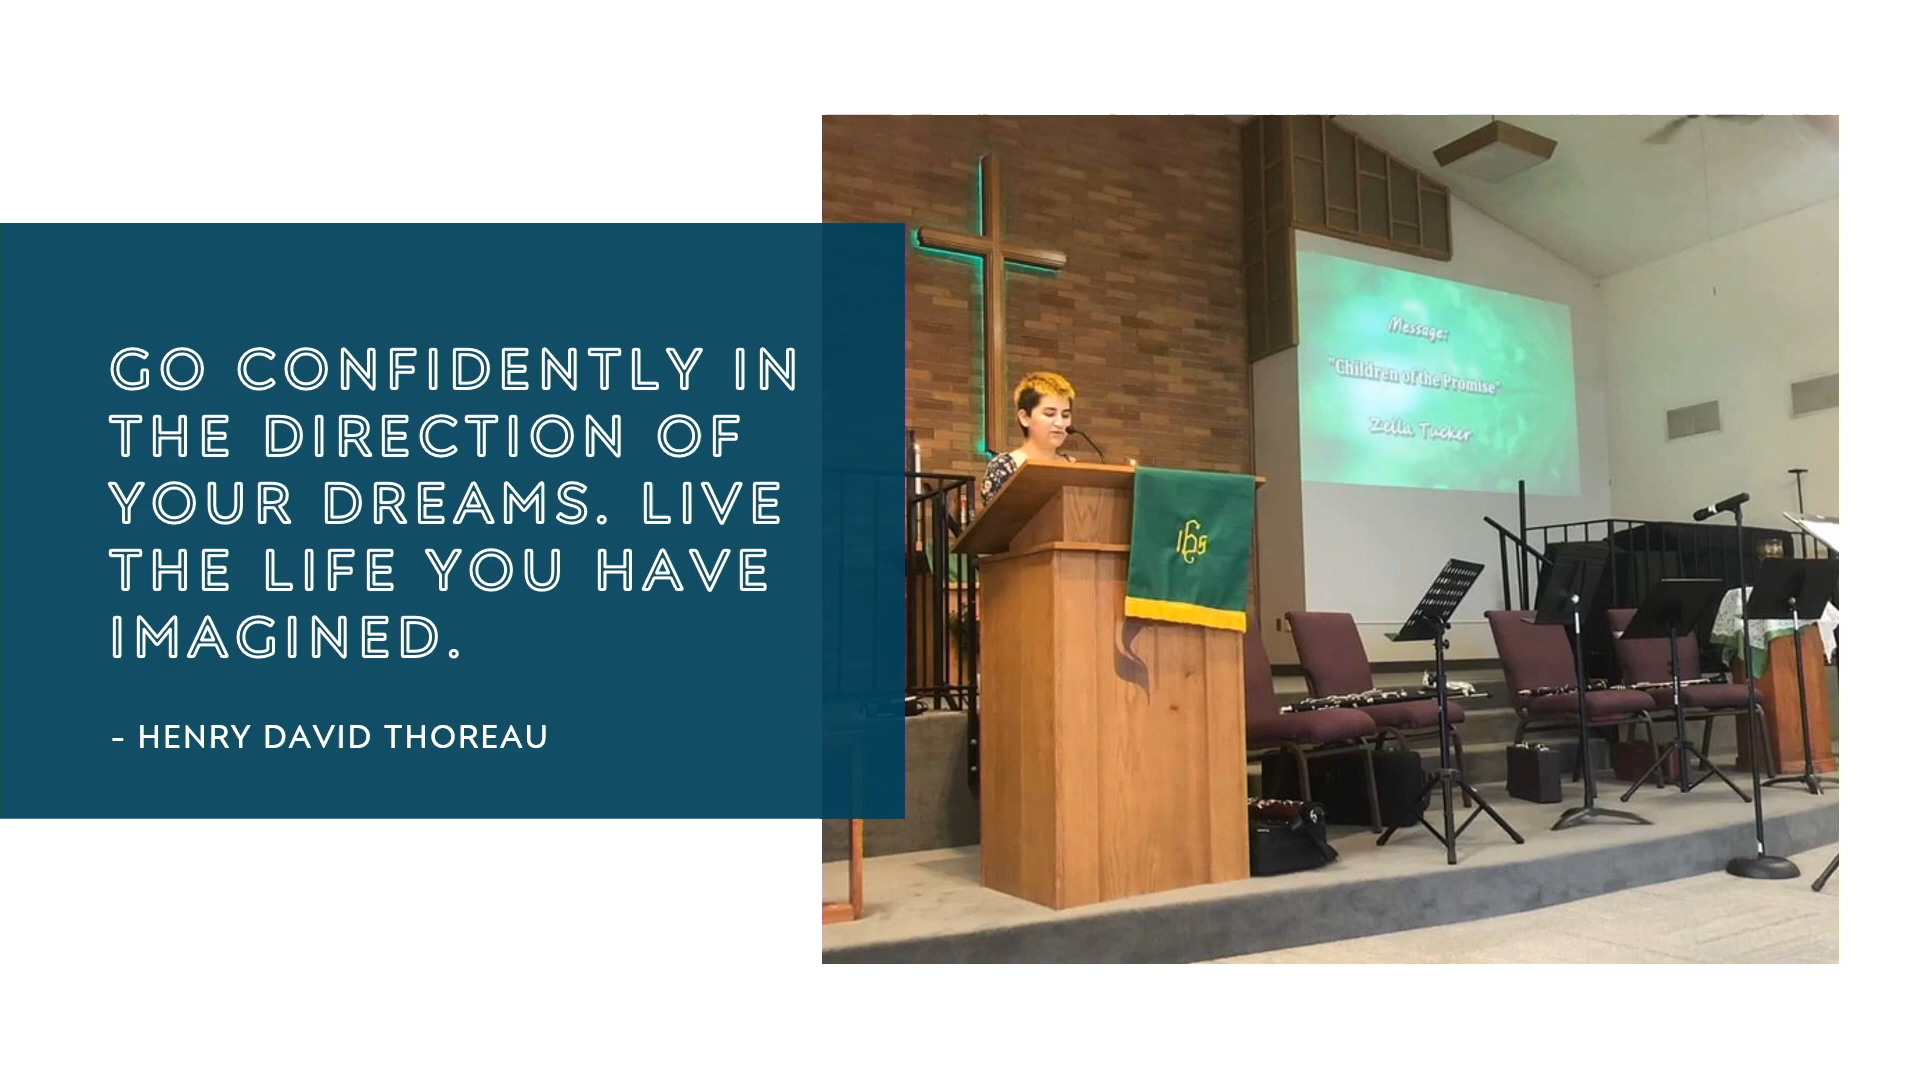 GO CONFIDENTLY IN
THE DIRECTION OF
YOUR DREAMS. LIVE
THE LIFE YOU HAVE
IMAGINED.
- HENRY DAVID THOREAU
Message:
"Children of the Promise"
Zella Tucker
IHS